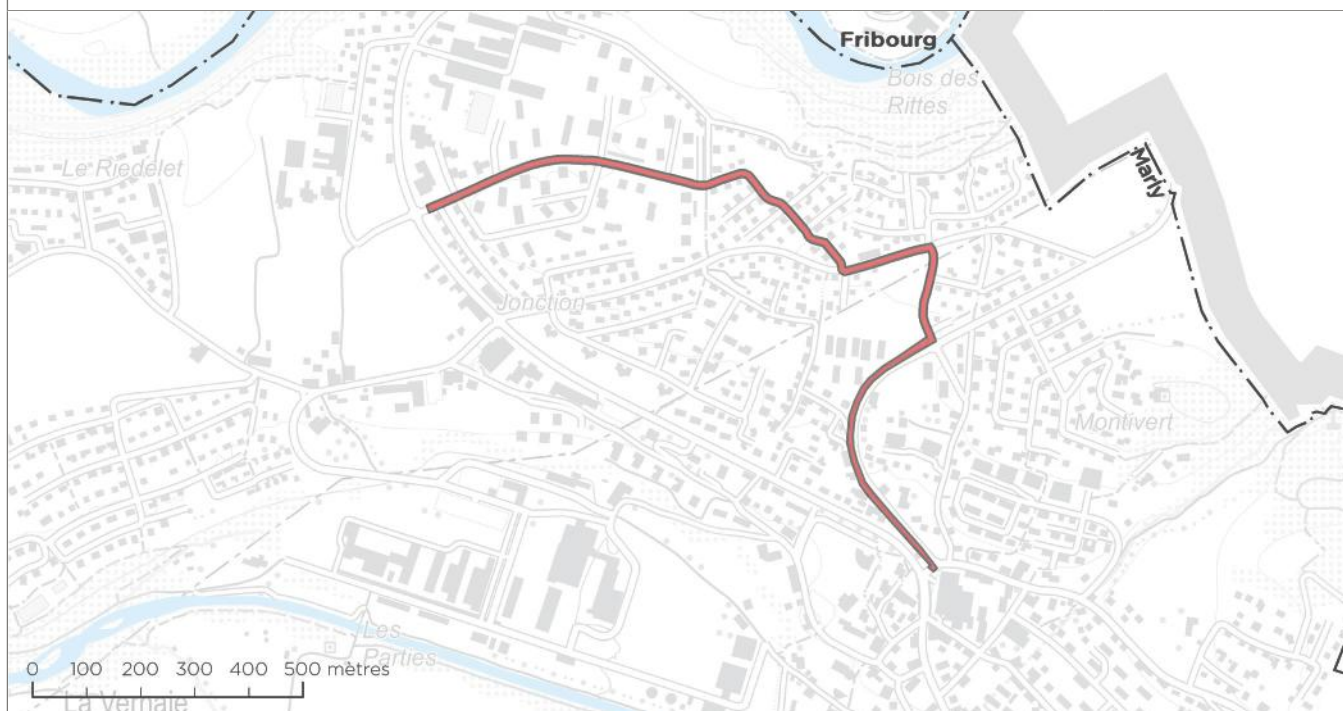 Fribourg
Bois des
Rittes
Marly
Le Riedelet
Jonction
Montivert
Les
Parties
0 100 200 300 400 500 mètres
La Vernaie